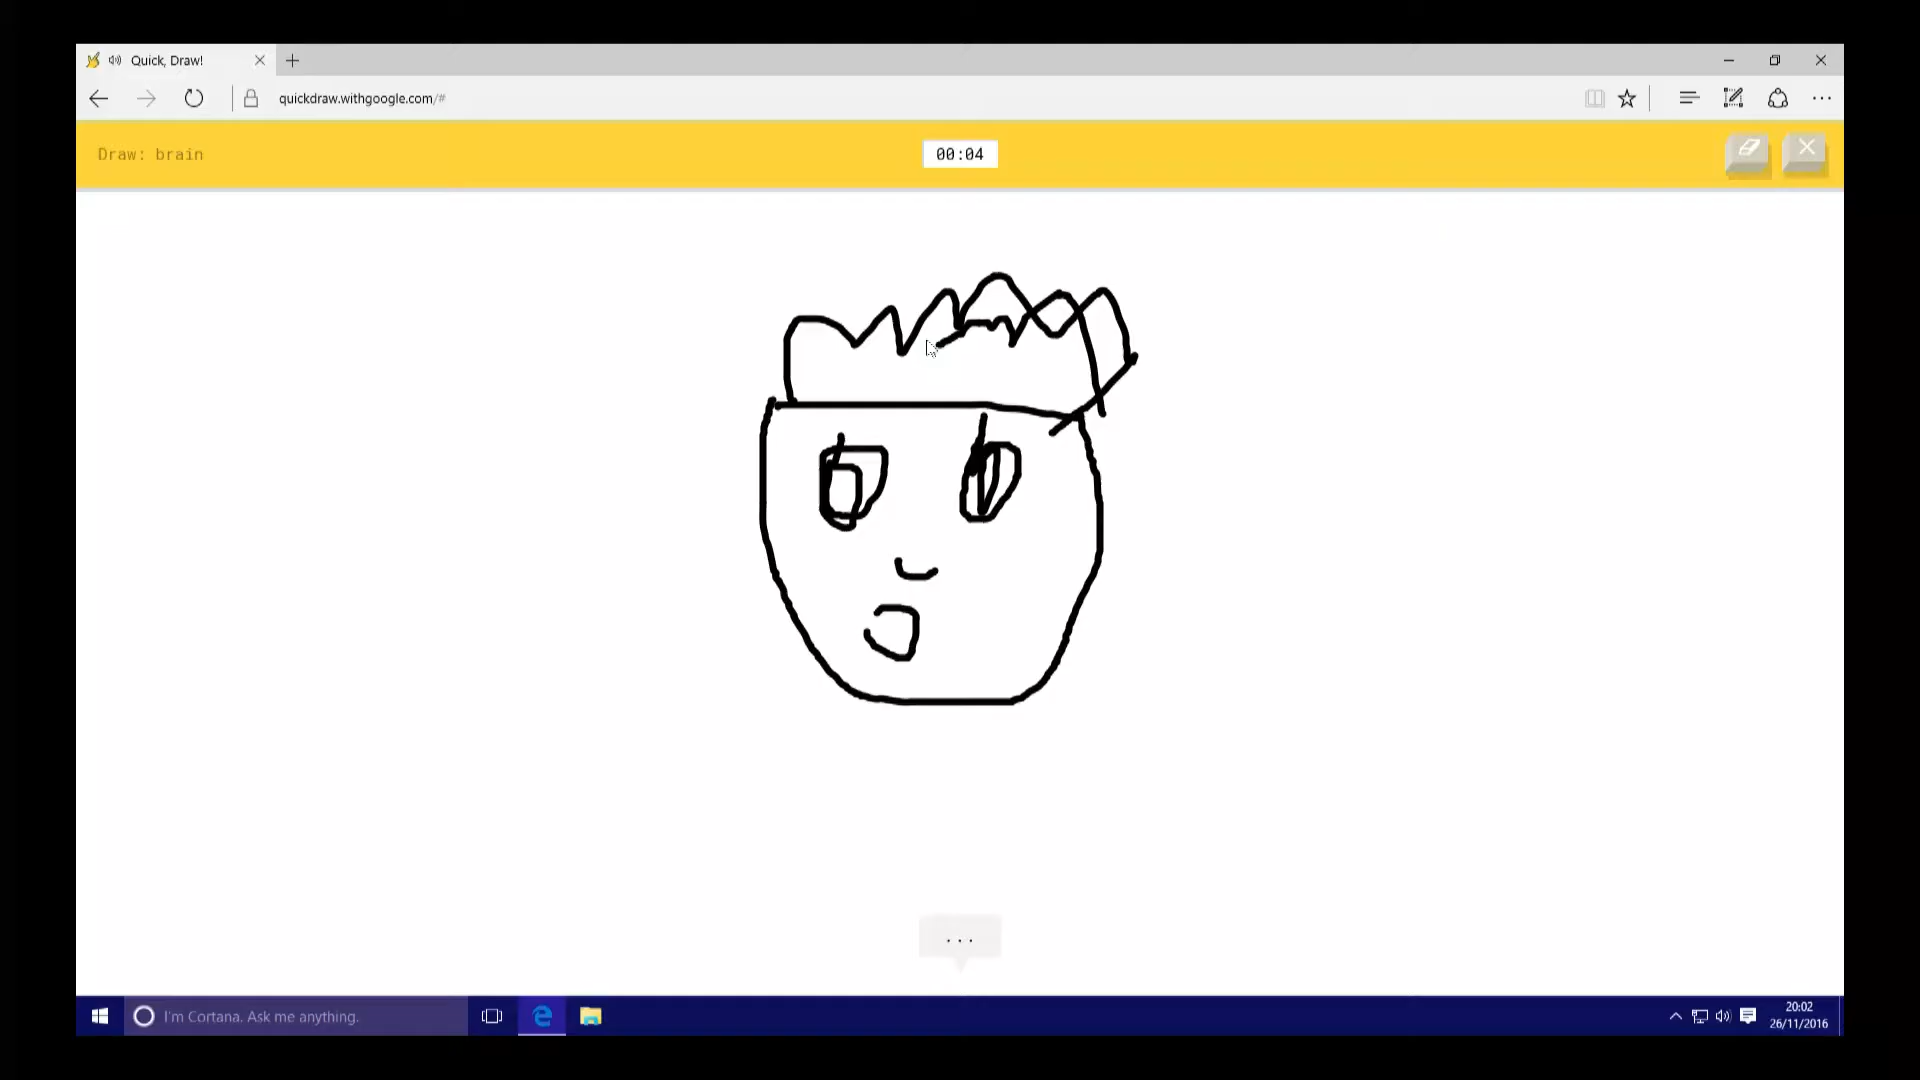 Quick, Draw!
quickdraw.withgoogle.com/#
Draw: brain
00:04
...
I'm Cortana. Ask me anything.
20:02
26/11/2016